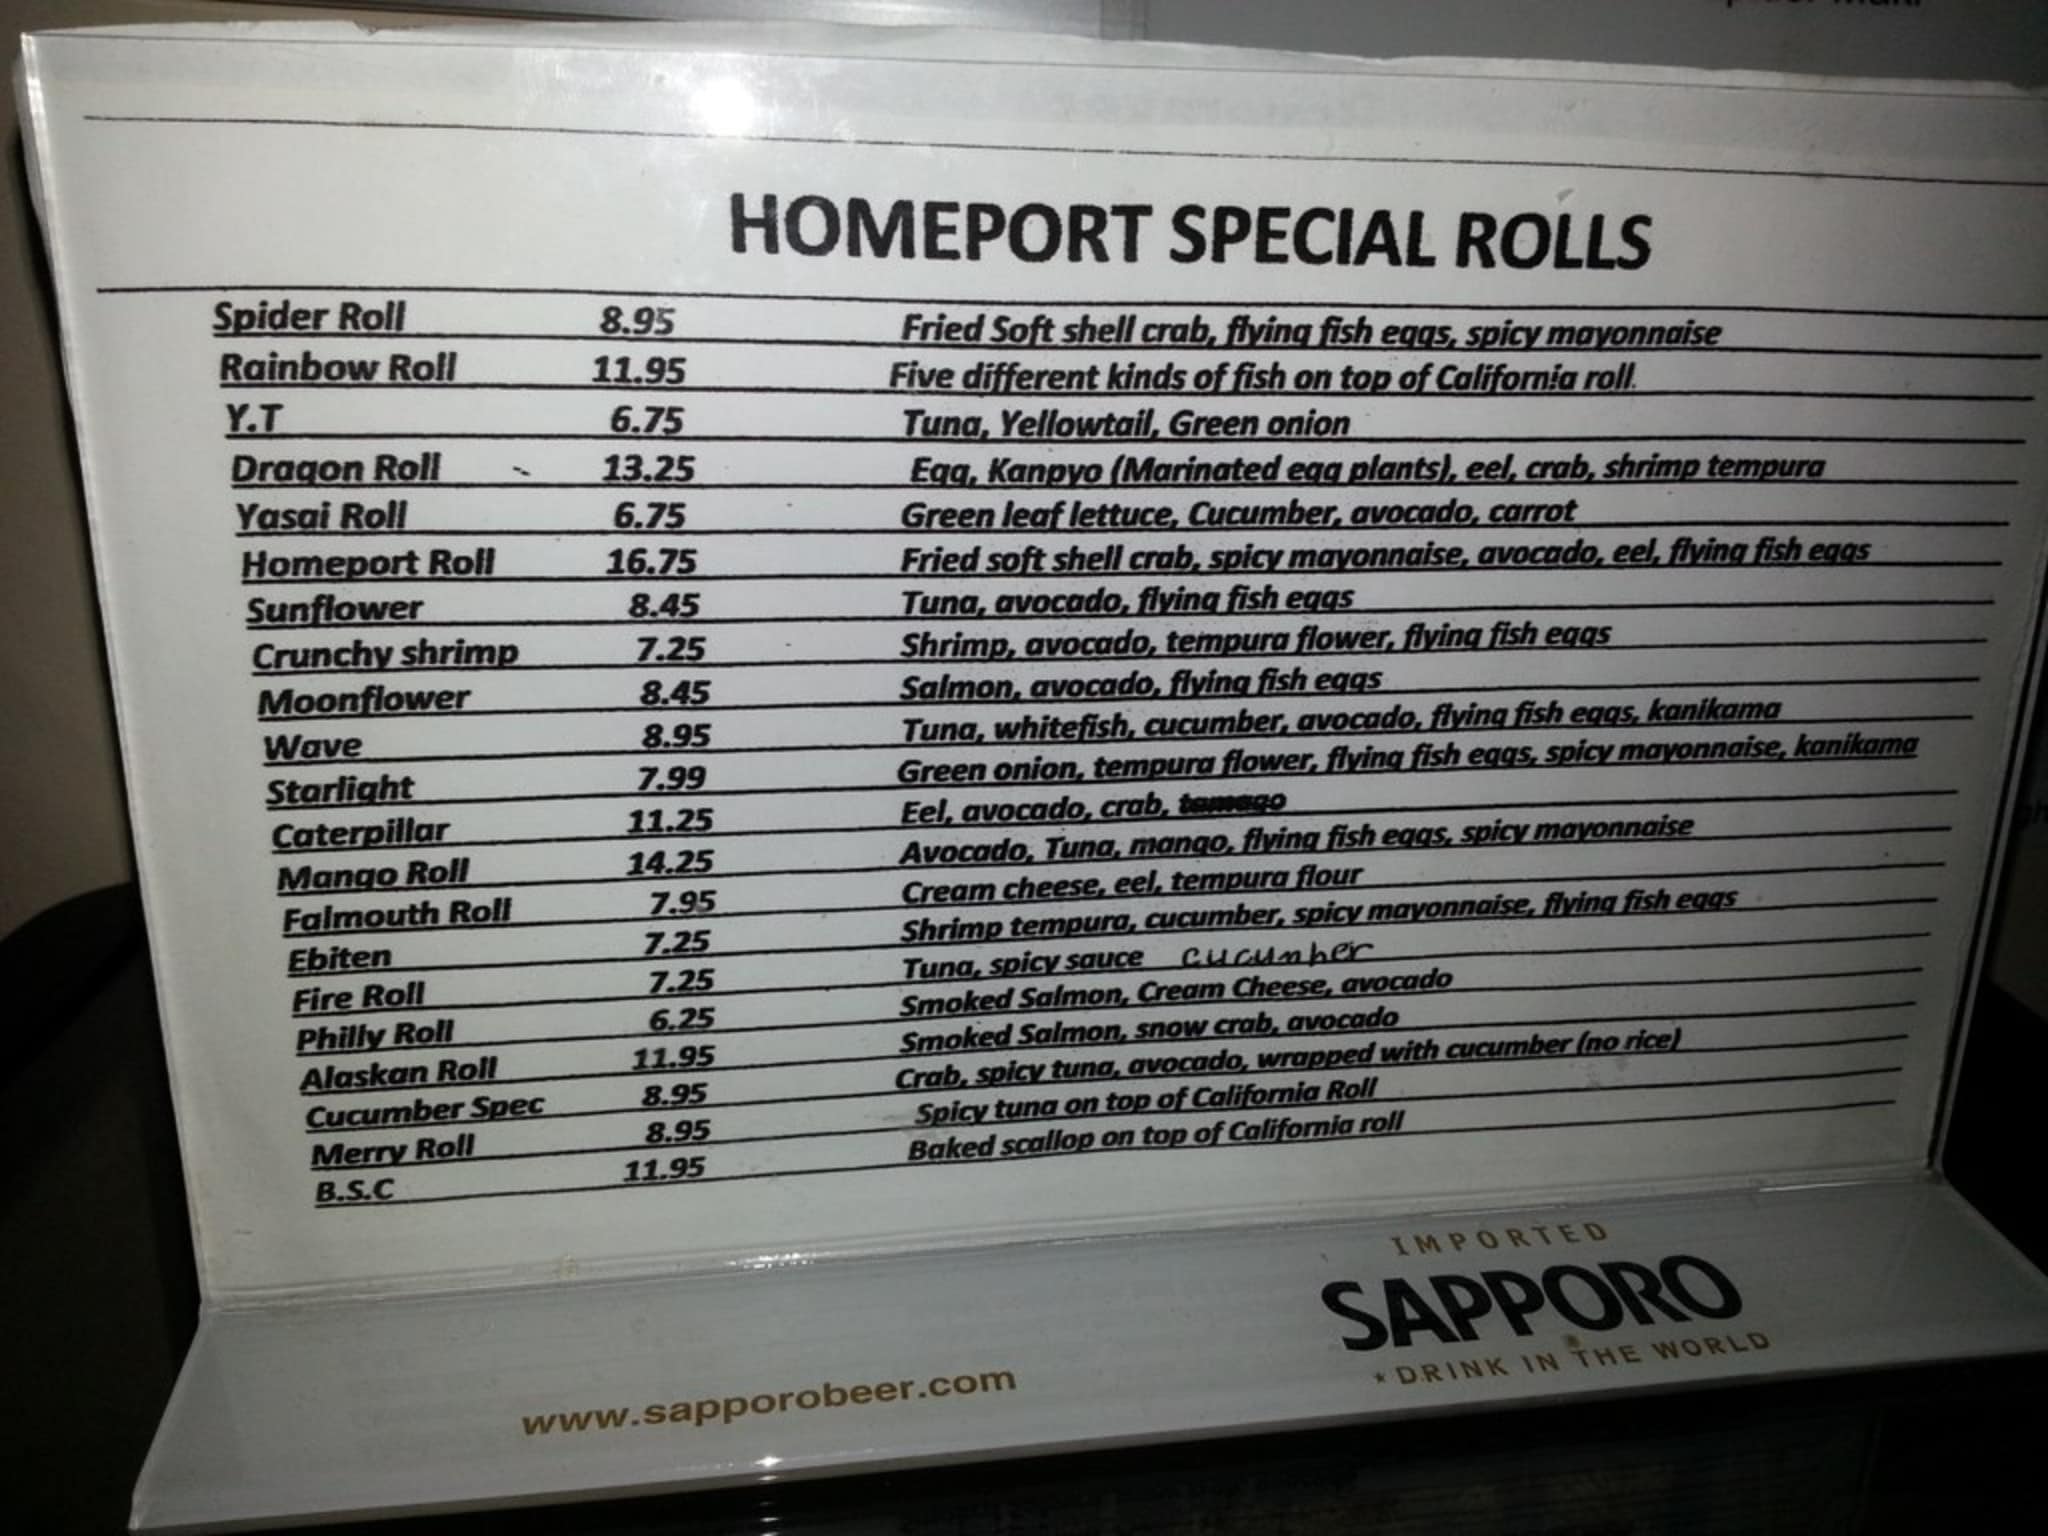 HOMEPORT SPECIAL ROLLS
Spider Roll 8.95 Fried Soft shell crab, flying fish eggs, spicy mayonnaise
Rainbow Roll 11.95 Five different kinds of fish on top of California roll.
Y.T 6.75 Tuna, Yellowtail, Green onion
Dragon Roll 13.25 Egg, Kanpyo (Marinated egg plants), eel, crab, shrimp tempura
Yasai Roll 6.75 Green leaf lettuce, Cucumber, avocado, carrot
Homeport Roll 16.75 Fried soft shell crab, spicy mayonnaise, avocado, eel, flying fish eggs
Sunflower 8.45 Tuna, avocado, flying fish eggs
Crunchy shrimp 7.25 Shrimp, avocado, tempura flower, flying fish eggs
Moonflower 8.45 Salmon, avocado, flying fish eggs
Wave 8.95 Tuna, whitefish, cucumber, avocado, flying fish eggs, kanikama
Starlight 7.99 Green onion, tempura flower, flying fish eggs, spicy mayonnaise, kanikama
Caterpillar 11.25 Eel, avocado, crab, tamago
Mango Roll 14.25 Avocado, Tuna, mango, flying fish eggs, spicy mayonnaise
Falmouth Roll 7.95 Cream cheese, eel, tempura flour
Ebiten 7.25 Shrimp tempura, cucumber, spicy mayonnaise, flying fish eggs
Fire Roll 7.25 Tuna, spicy sauce cucumber
Philly Roll 6.25 Smoked Salmon, Cream Cheese, avocado
Alaskan Roll 11.95 Smoked Salmon, snow crab, avocado
Cucumber Spec 8.95 Crab, spicy tuna, avocado, wrapped with cucumber (no rice)
Merry Roll 8.95 Spicy tuna on top of California Roll
B.S.C 11.95 Baked scallop on top of California roll
IMPORTED
SAPPORO
* DRINK IN THE WORLD
www.sapporobeer.com